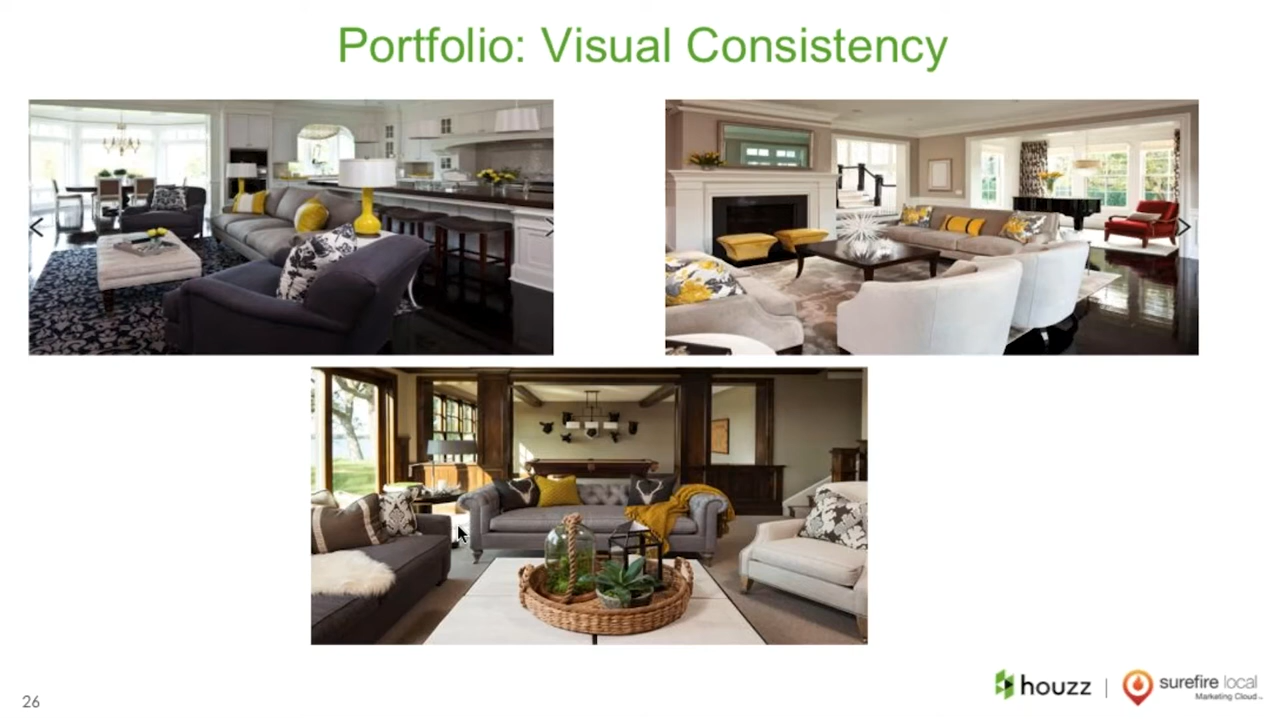 Portfolio: Visual Consistency
houzz | surefire local
Marketing Cloud
26